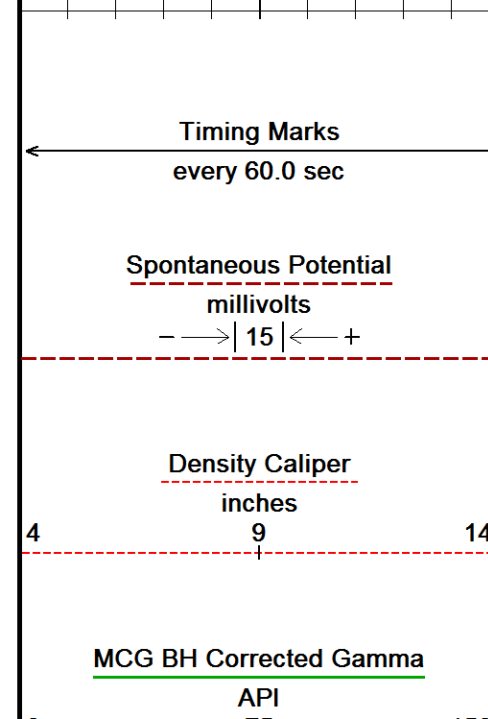 Timing Marks
every 60.0 sec
Spontaneous Potential
millivolts
− 15 +
Density Caliper
inches
4 9 14
MCG BH Corrected Gamma
API